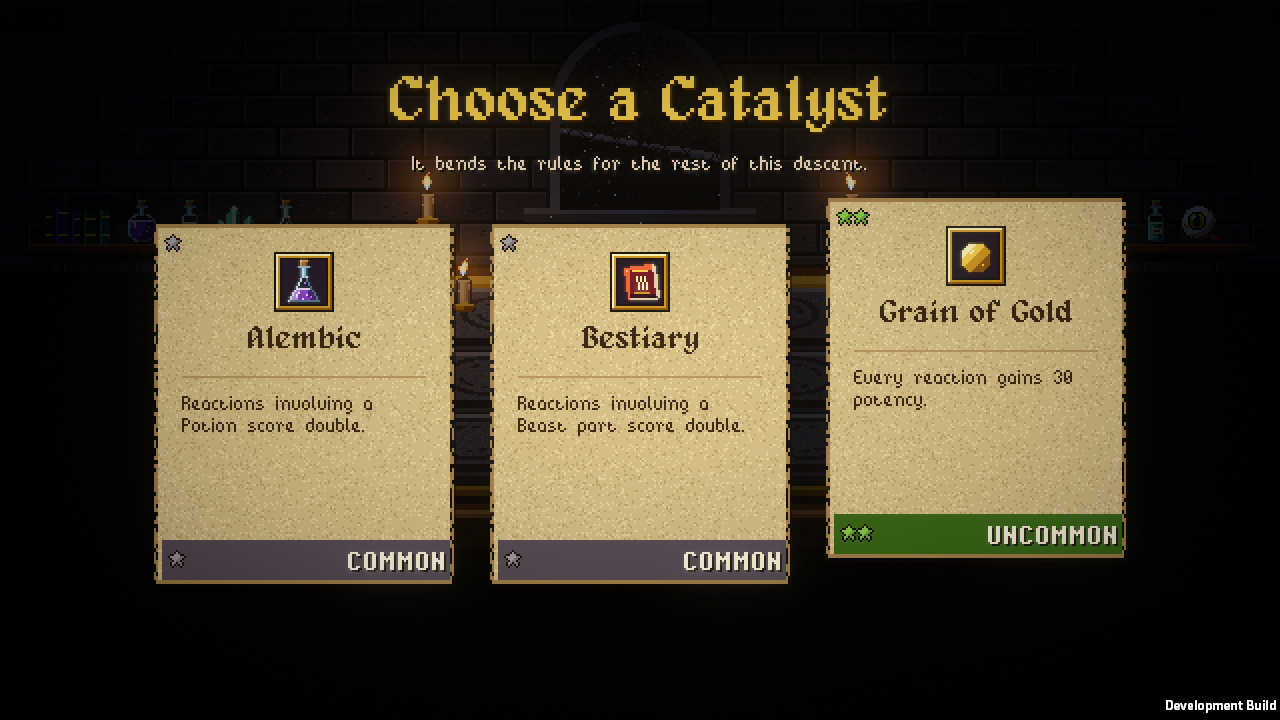 Choose a Catalyst
It bends the rules for the rest of this descent.
Alembic
Reactions involving a
Potion score double.
COMMON
Bestiary
Reactions involving a
Beast part score double.
COMMON
Grain of Gold
Every reaction gains 30
potency.
UNCOMMON
Development Build